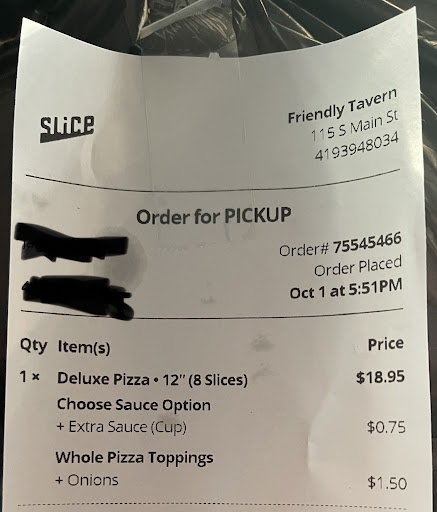 SLiCE
Friendly Tavern
115 S Main St
4193948034
Order for PICKUP
Order# 75545466
Order Placed
Oct 1 at 5:51PM
Qty Item(s) Price
1 × Deluxe Pizza • 12" (8 Slices) $18.95
Choose Sauce Option
+ Extra Sauce (Cup) $0.75
Whole Pizza Toppings
+ Onions $1.50